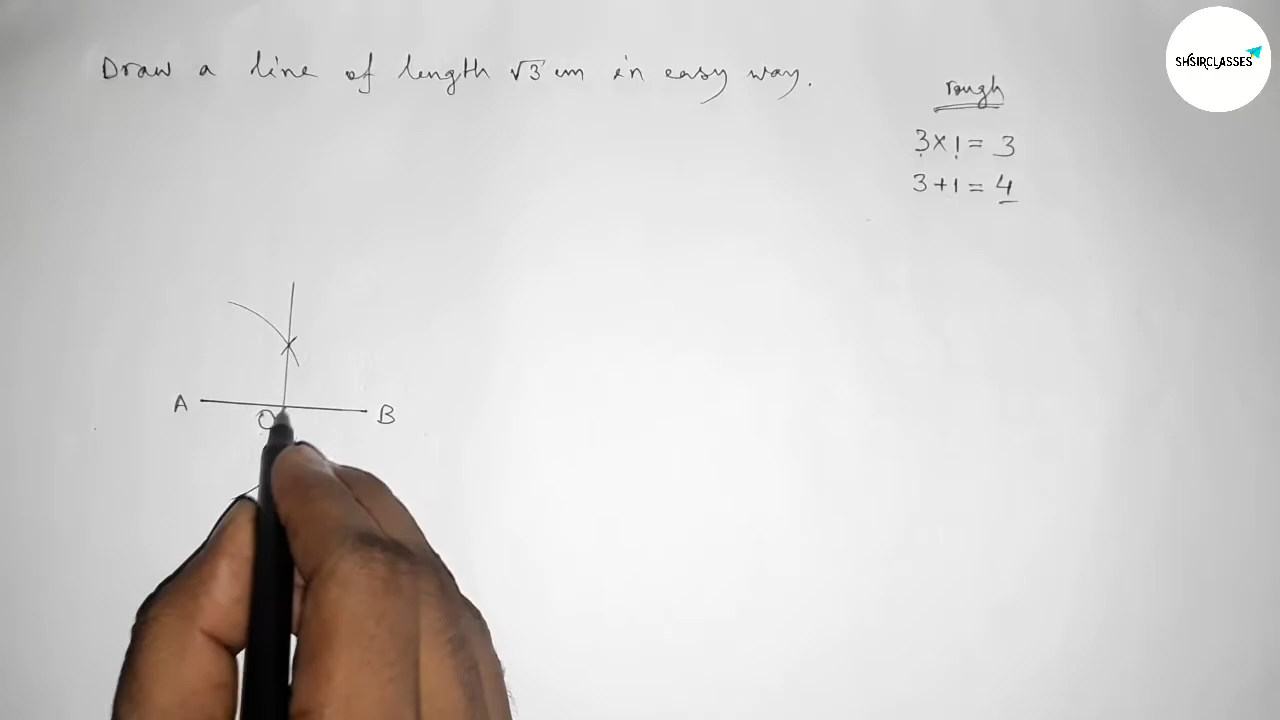 Draw a line of length √3 cm in easy way.
rough
3 × 1 = 3
3 + 1 = 4
SHSIRCLASSES
A
O
B